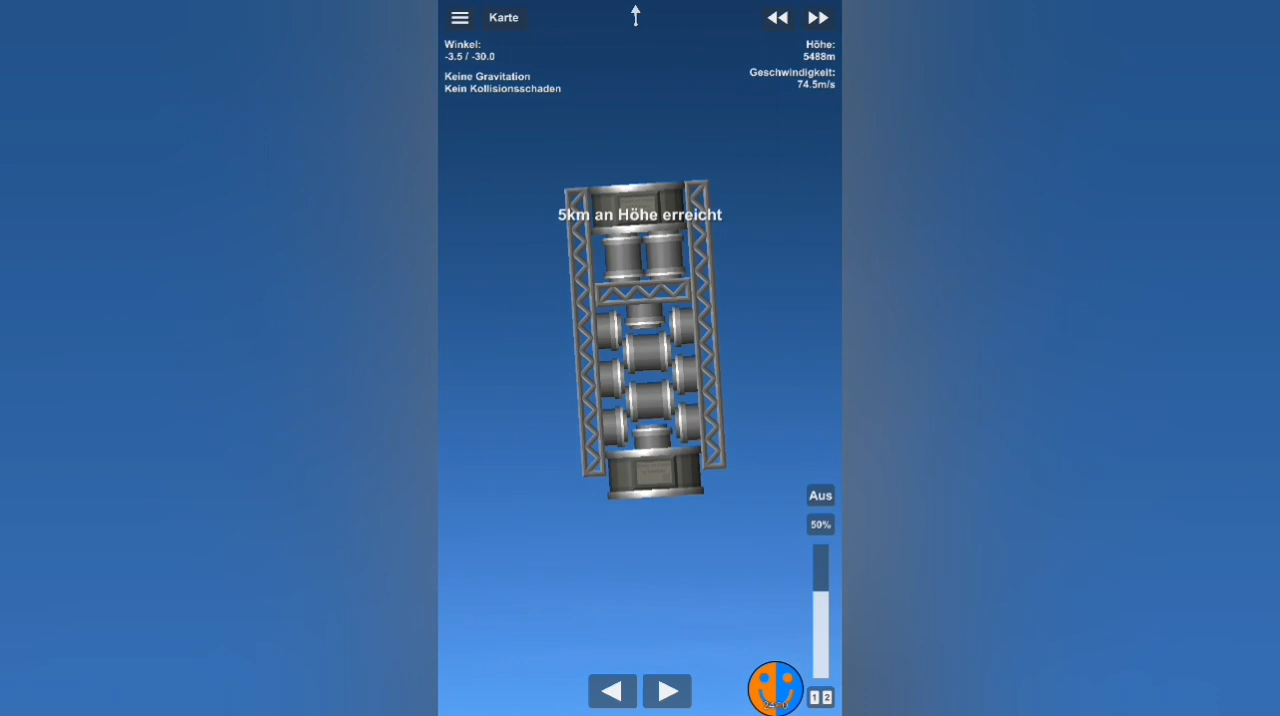 Karte
Winkel:
-3.5 / -30.0
Keine Gravitation
Kein Kollisionsschaden
Höhe:
5488m
Geschwindigkeit:
74.5m/s
5km an Höhe erreicht
Aus
50%
1 2